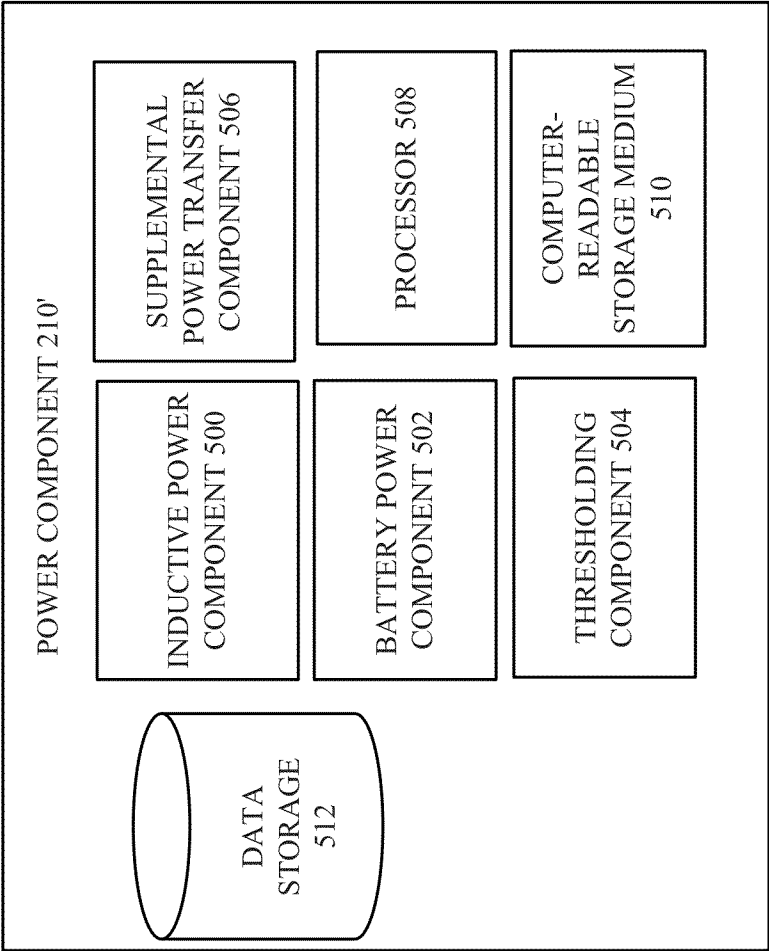 POWER COMPONENT 210'
DATA
STORAGE
512
INDUCTIVE POWER
COMPONENT 500
SUPPLEMENTAL
POWER TRANSFER
COMPONENT 506
BATTERY POWER
COMPONENT 502
PROCESSOR 508
THRESHOLDING
COMPONENT 504
COMPUTER-
READABLE
STORAGE MEDIUM
510